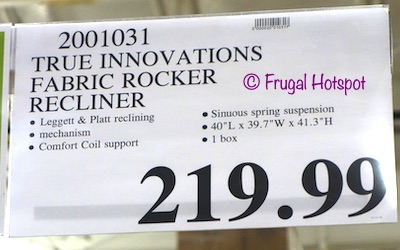 2001031
TRUE INNOVATIONS
FABRIC ROCKER
RECLINER
© Frugal Hotspot
• Leggett & Platt reclining
• mechanism
• Comfort Coil support
• Sinuous spring suspension
• 40"L x 39.7"W x 41.3"H
• 1 box
219.99